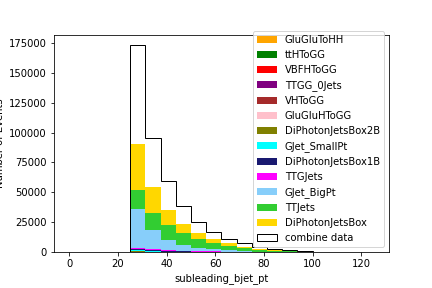 GluGluToHH
ttHToGG
VBFHToGG
TTGG_0Jets
VHToGG
GluGluHToGG
DiPhotonJetsBox2B
GJet_SmallPt
DiPhotonJetsBox1B
TTGJets
GJet_BigPt
TTJets
DiPhotonJetsBox
combine data
175000
150000
125000
100000
75000
50000
25000
0
Number of Events
0 20 40 60 80 100 120
subleading_bjet_pt